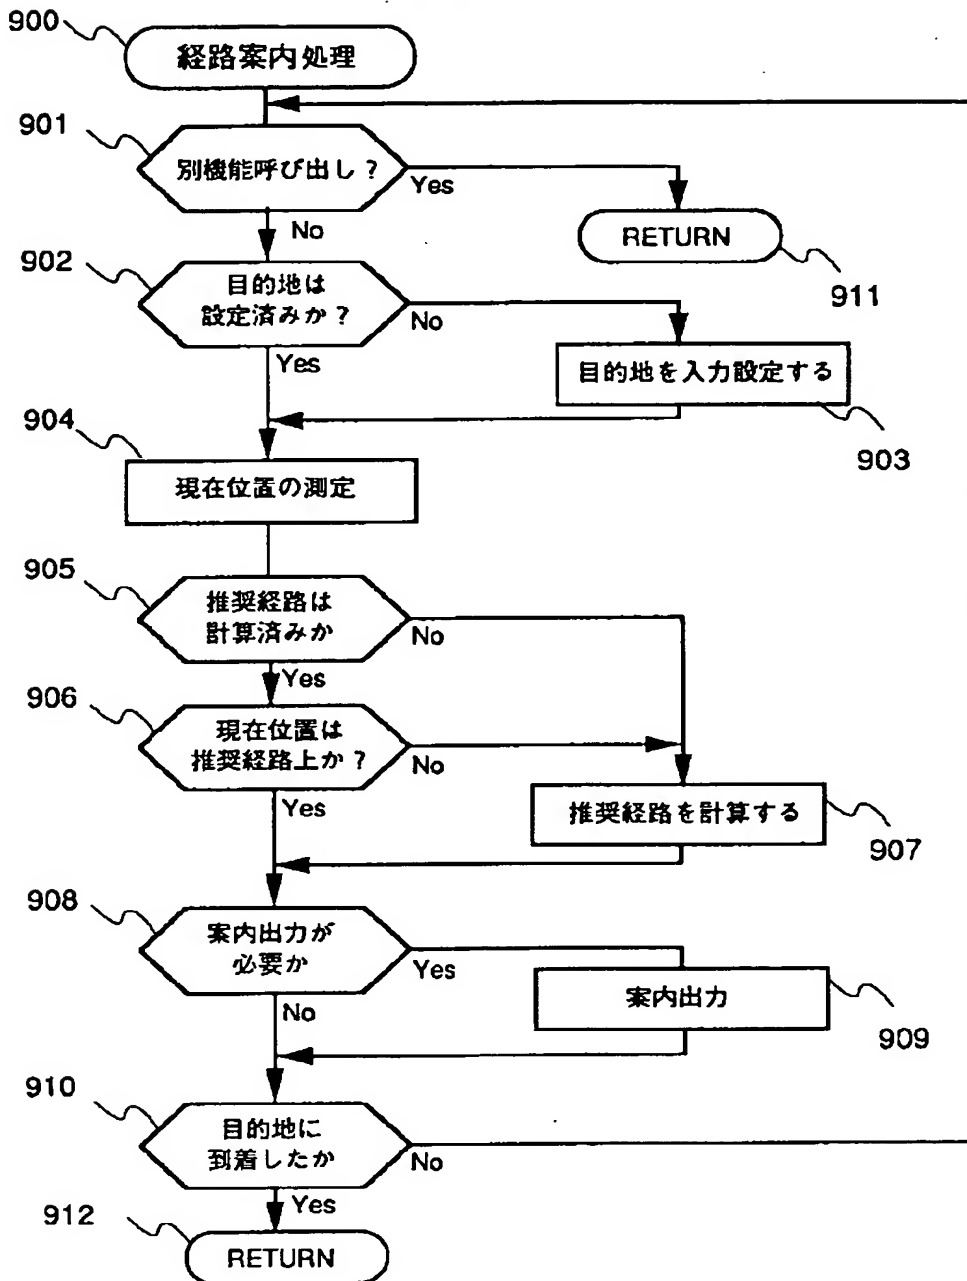 900
経路案内処理
901
別機能呼び出し？
Yes
No
RETURN
911
902
目的地は
設定済みか？
No
Yes
目的地を入力設定する
903
904
現在位置の測定
905
推奨経路は
計算済みか
No
Yes
906
現在位置は
推奨経路上か？
No
Yes
推奨経路を計算する
907
908
案内出力が
必要か
Yes
No
案内出力
909
910
目的地に
到着したか
No
Yes
912
RETURN